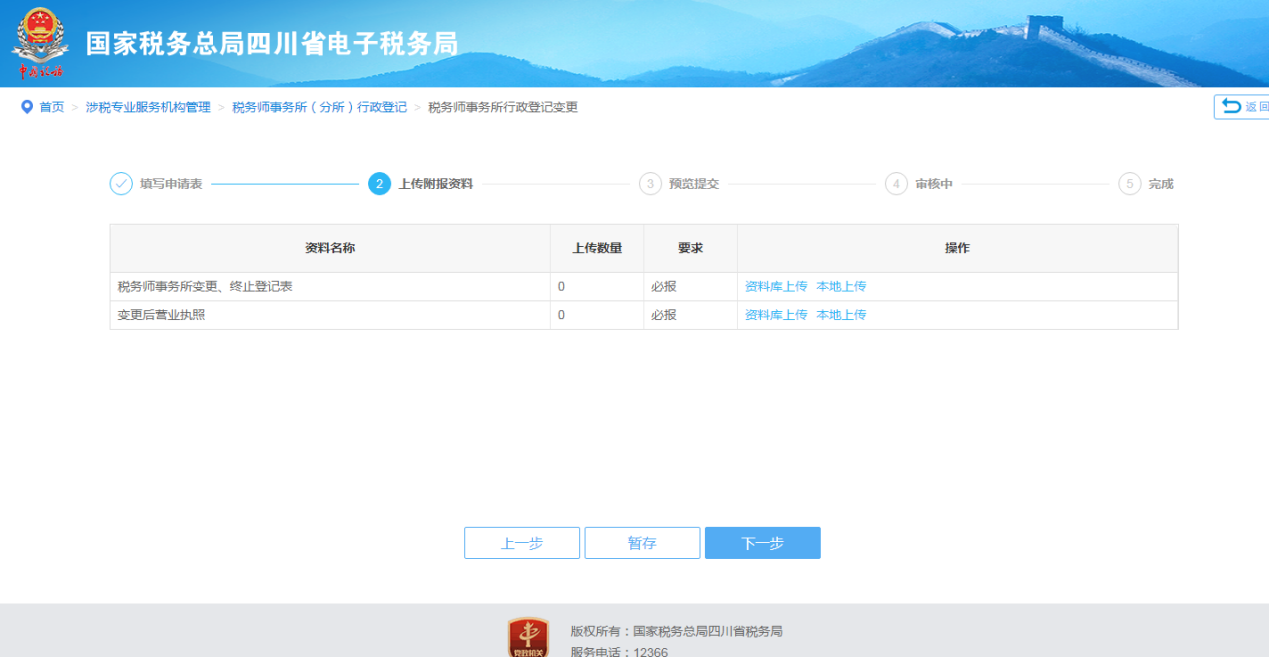 国家税务总局四川省电子税务局
中国税务
首页 > 涉税专业服务机构管理 > 税务师事务所（分所）行政登记 > 税务师事务所行政登记变更
返回
填写申请表 2 上传附报资料 3 预览提交 4 审核中 5 完成
资料名称 上传数量 要求 操作
税务师事务所变更、终止登记表 0 必报 资料库上传 本地上传
变更后营业执照 0 必报 资料库上传 本地上传
上一步 暂存 下一步
党政机关
版权所有：国家税务总局四川省税务局
服务电话：12366